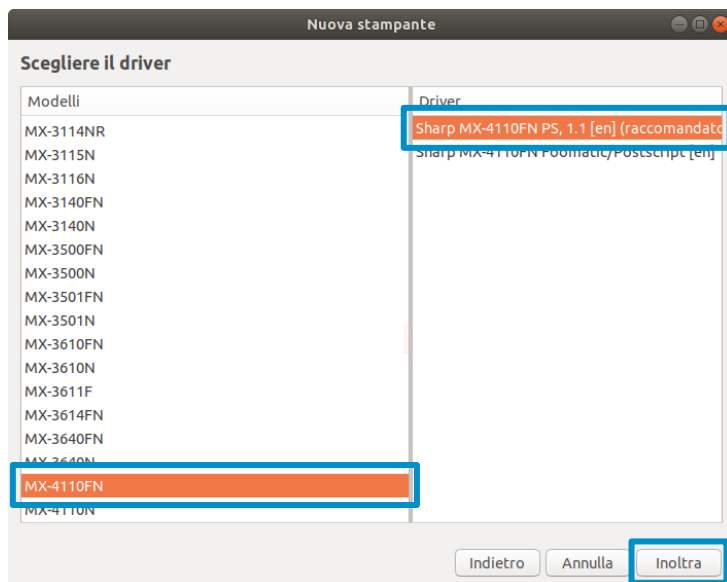 Nuova stampante
Scegliere il driver
Modelli
MX-3114NR
MX-3115N
MX-3116N
MX-3140FN
MX-3140N
MX-3500FN
MX-3500N
MX-3501FN
MX-3501N
MX-3610FN
MX-3610N
MX-3611F
MX-3614FN
MX-3640FN
MX-3640N
MX-4110FN
MX-4110N
Driver
Sharp MX-4110FN PS, 1.1 [en] (raccomandato
Sharp MX-4110FN Foomatic/Postscript [en]
Indietro
Annulla
Inoltra